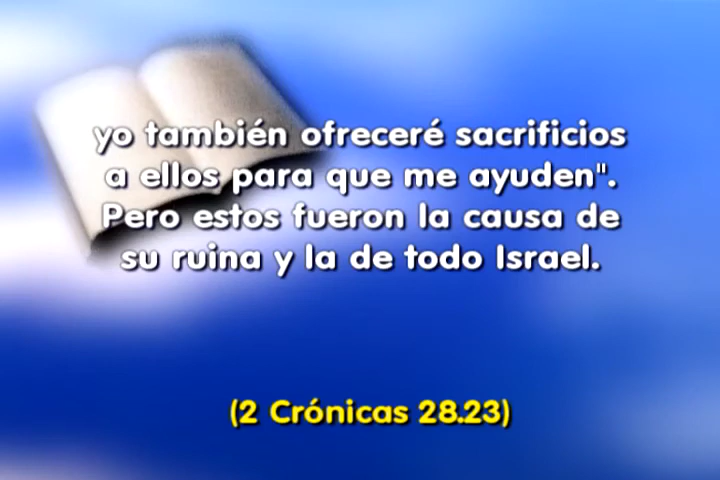 yo también ofreceré sacrificios
a ellos para que me ayuden".
Pero estos fueron la causa de
su ruina y la de todo Israel.
(2 Crónicas 28.23)